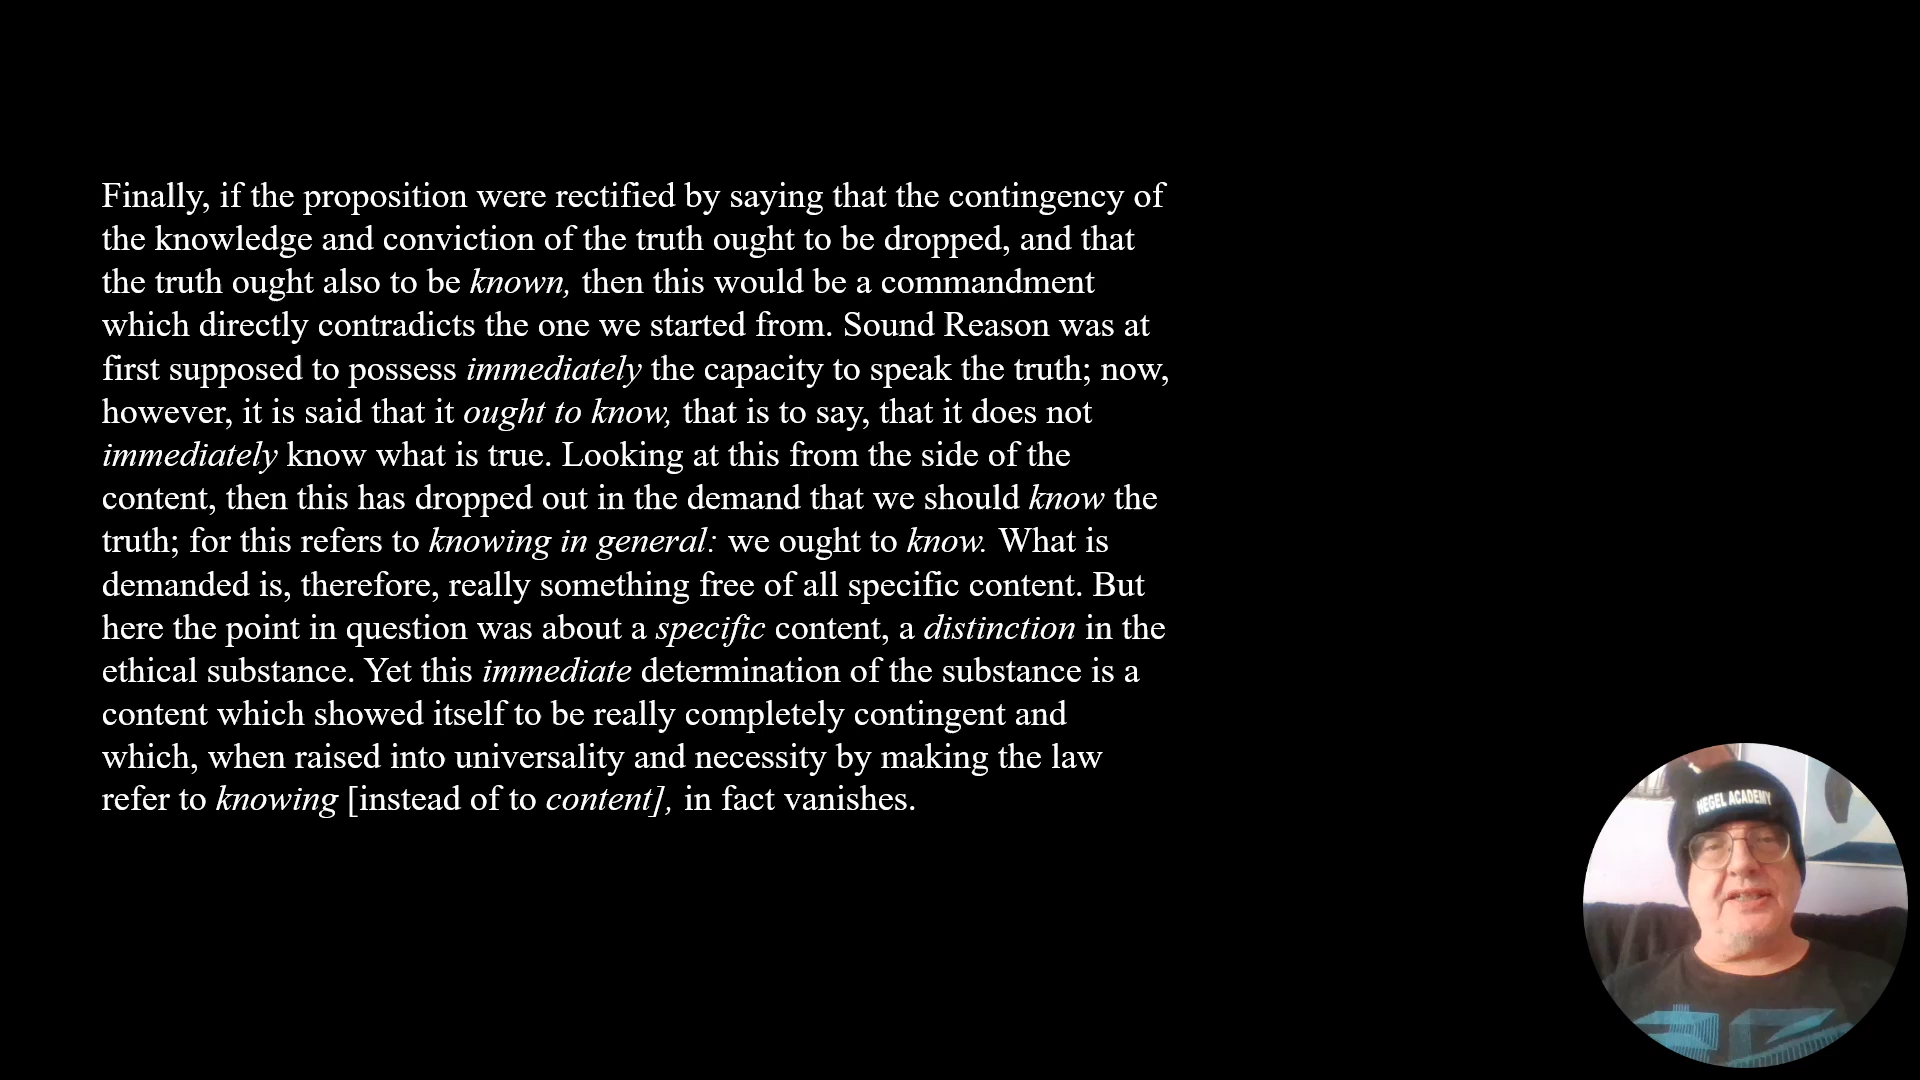 Finally, if the proposition were rectified by saying that the contingency of
the knowledge and conviction of the truth ought to be dropped, and that
the truth ought also to be known, then this would be a commandment
which directly contradicts the one we started from. Sound Reason was at
first supposed to possess immediately the capacity to speak the truth; now,
however, it is said that it ought to know, that is to say, that it does not
immediately know what is true. Looking at this from the side of the
content, then this has dropped out in the demand that we should know the
truth; for this refers to knowing in general: we ought to know. What is
demanded is, therefore, really something free of all specific content. But
here the point in question was about a specific content, a distinction in the
ethical substance. Yet this immediate determination of the substance is a
content which showed itself to be really completely contingent and
which, when raised into universality and necessity by making the law
refer to knowing [instead of to content], in fact vanishes.
HEGEL ACADEMY